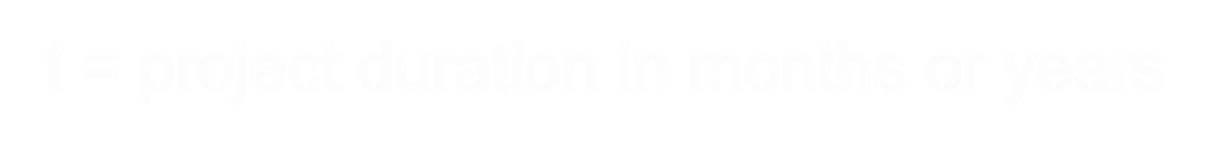 t = project duration in months or years